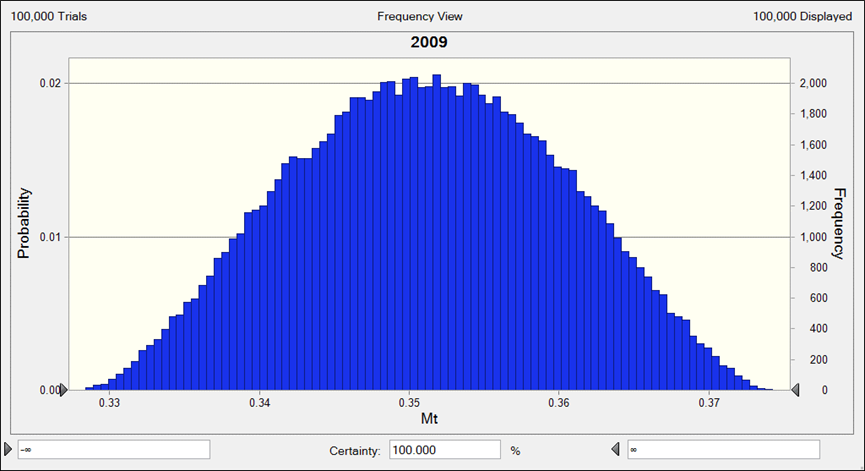 100,000 Trials Frequency View 100,000 Displayed
2009
0.02
0.01
0.00
Probability
2,000
1,800
1,600
1,400
1,200
1,000
800
600
400
200
0
Frequency
0.33 0.34 0.35 0.36 0.37
Mt
-∞ Certainty: 100.000 % ∞